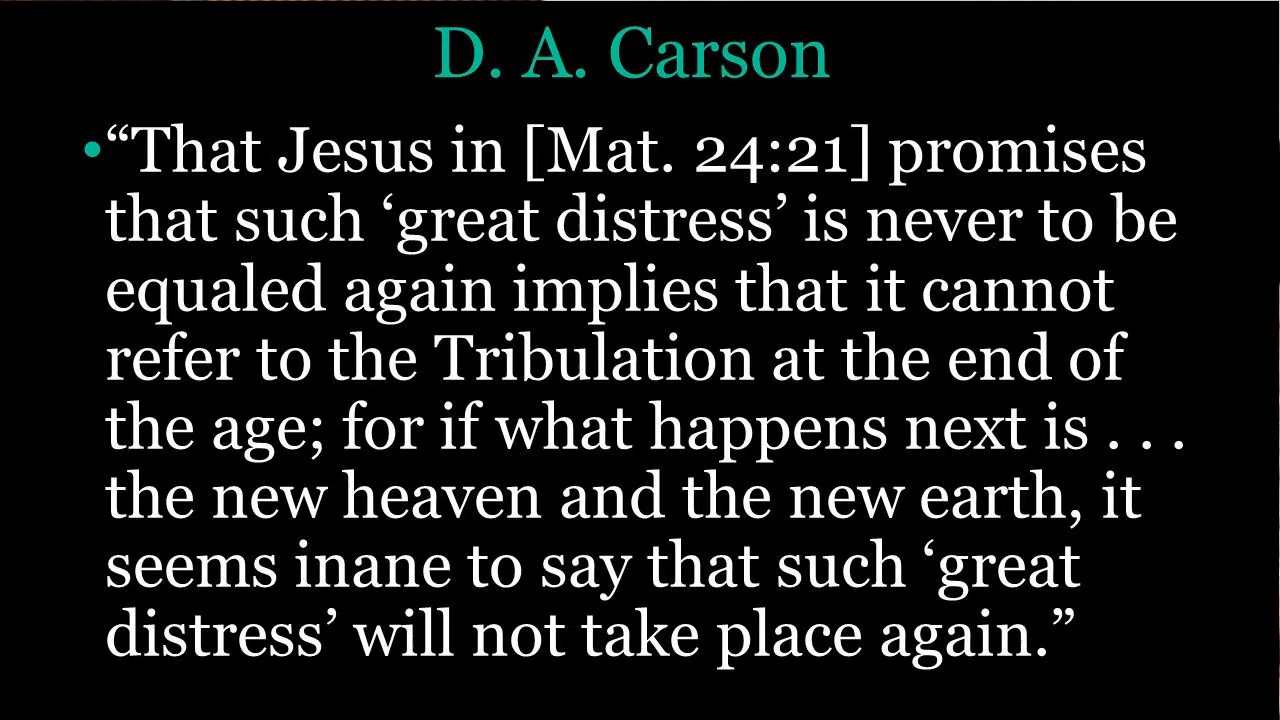 D. A. Carson
•“That Jesus in [Mat. 24:21] promises
that such ‘great distress’ is never to be
equaled again implies that it cannot
refer to the Tribulation at the end of
the age; for if what happens next is . . .
the new heaven and the new earth, it
seems inane to say that such ‘great
distress’ will not take place again.”